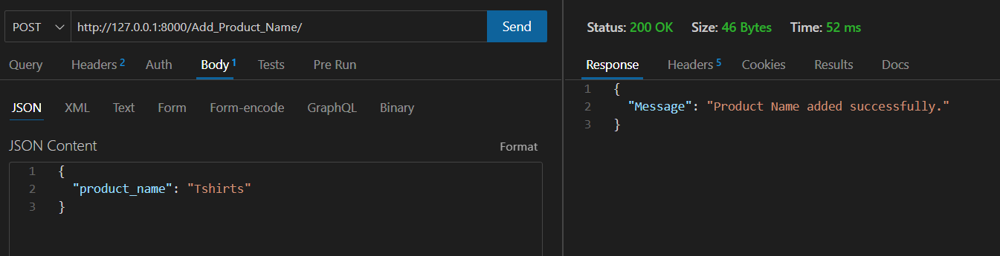 POST http://127.0.0.1:8000/Add_Product_Name/ Send
Query Headers 2 Auth Body 1 Tests Pre Run
JSON XML Text Form Form-encode GraphQL Binary
JSON Content Format
1 {
2 "product_name": "Tshirts"
3 }
Status: 200 OK Size: 46 Bytes Time: 52 ms
Response Headers 5 Cookies Results Docs
1 {
2 "Message": "Product Name added successfully."
3 }